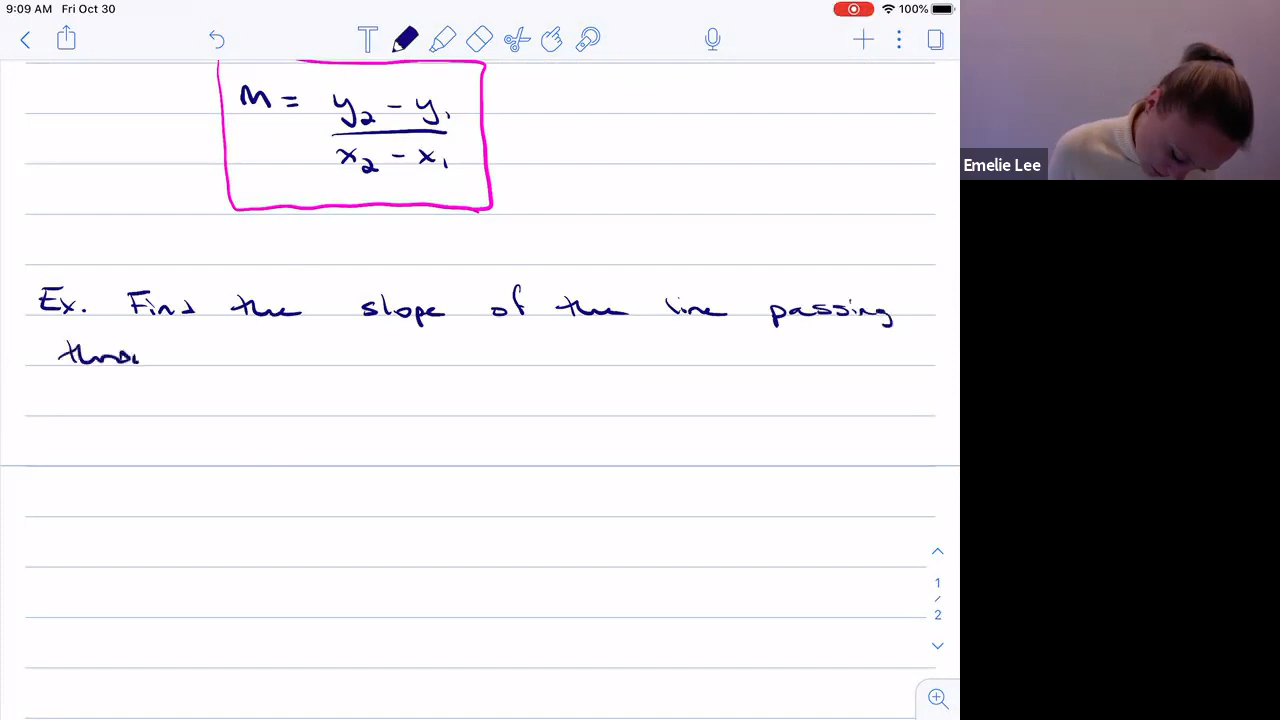 9:09 AM Fri Oct 30
100%
T
M = y₂ - y₁
x₂ - x₁
Emelie Lee
Ex. Find the slope of the line passing
1
/
2